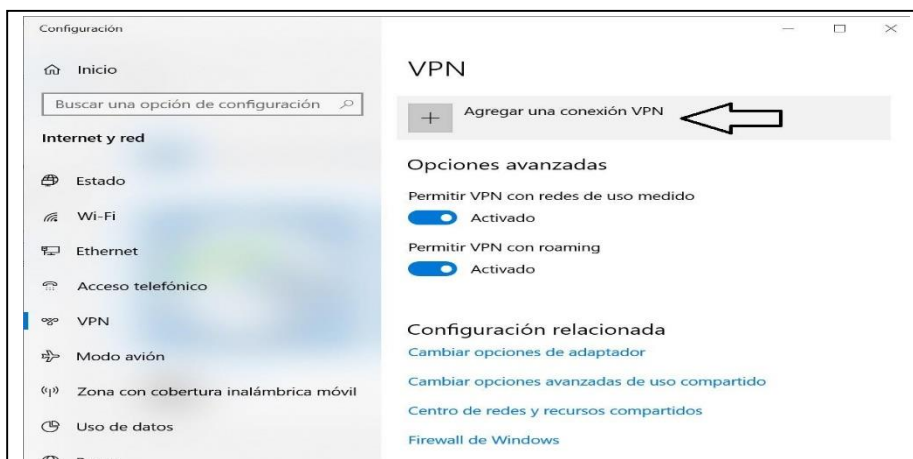 Configuración
Inicio
Buscar una opción de configuración
Internet y red
Estado
Wi-Fi
Ethernet
Acceso telefónico
VPN
Modo avión
Zona con cobertura inalámbrica móvil
Uso de datos
VPN
Agregar una conexión VPN
Opciones avanzadas
Permitir VPN con redes de uso medido
Activado
Permitir VPN con roaming
Activado
Configuración relacionada
Cambiar opciones de adaptador
Cambiar opciones avanzadas de uso compartido
Centro de redes y recursos compartidos
Firewall de Windows